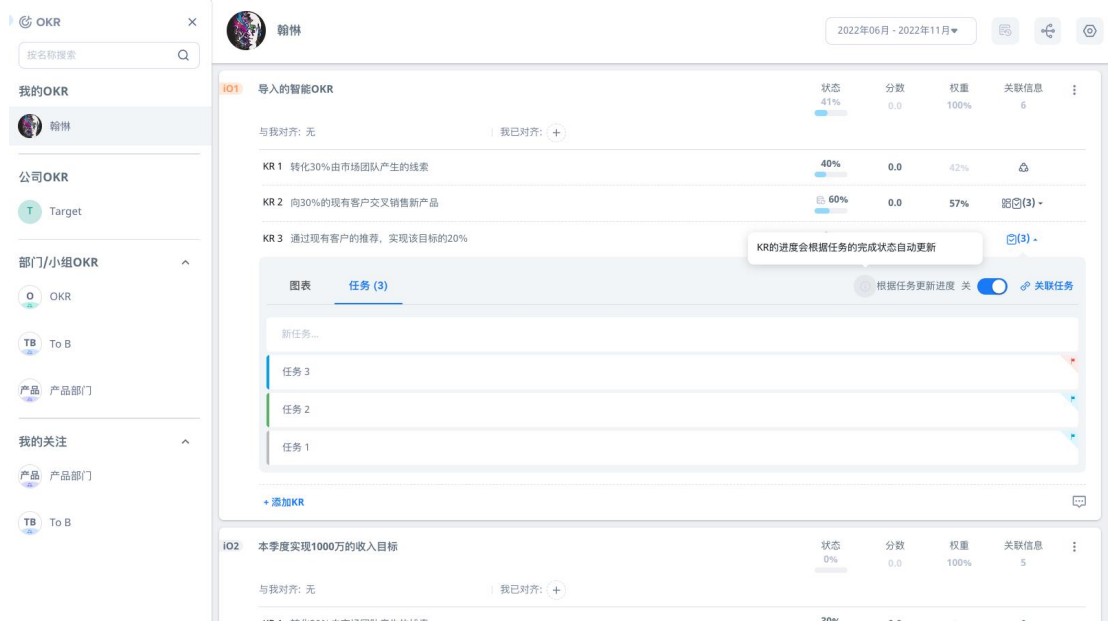 OKR
按名称搜索
我的OKR
翰惏
公司OKR
T Target
部门/小组OKR
O OKR
TB To B
产品 产品部门
我的关注
产品 产品部门
TB To B
翰惏
2022年06月 - 2022年11月
iO1 导入的智能OKR 状态 分数 权重 关联信息
41% 0.0 100% 6
与我对齐: 无 我已对齐:
KR 1 转化30%由市场团队产生的线索 40% 0.0 42%
KR 2 向30%的现有客户交叉销售新产品 60% 0.0 57% (3)
KR 3 通过现有客户的推荐，实现该目标的20% (3)
KR的进度会根据任务的完成状态自动更新
图表 任务 (3) 根据任务更新进度 关 关联任务
新任务...
任务 3
任务 2
任务 1
+ 添加KR
iO2 本季度实现1000万的收入目标 状态 分数 权重 关联信息
0% 0.0 100% 5
与我对齐: 无 我已对齐: